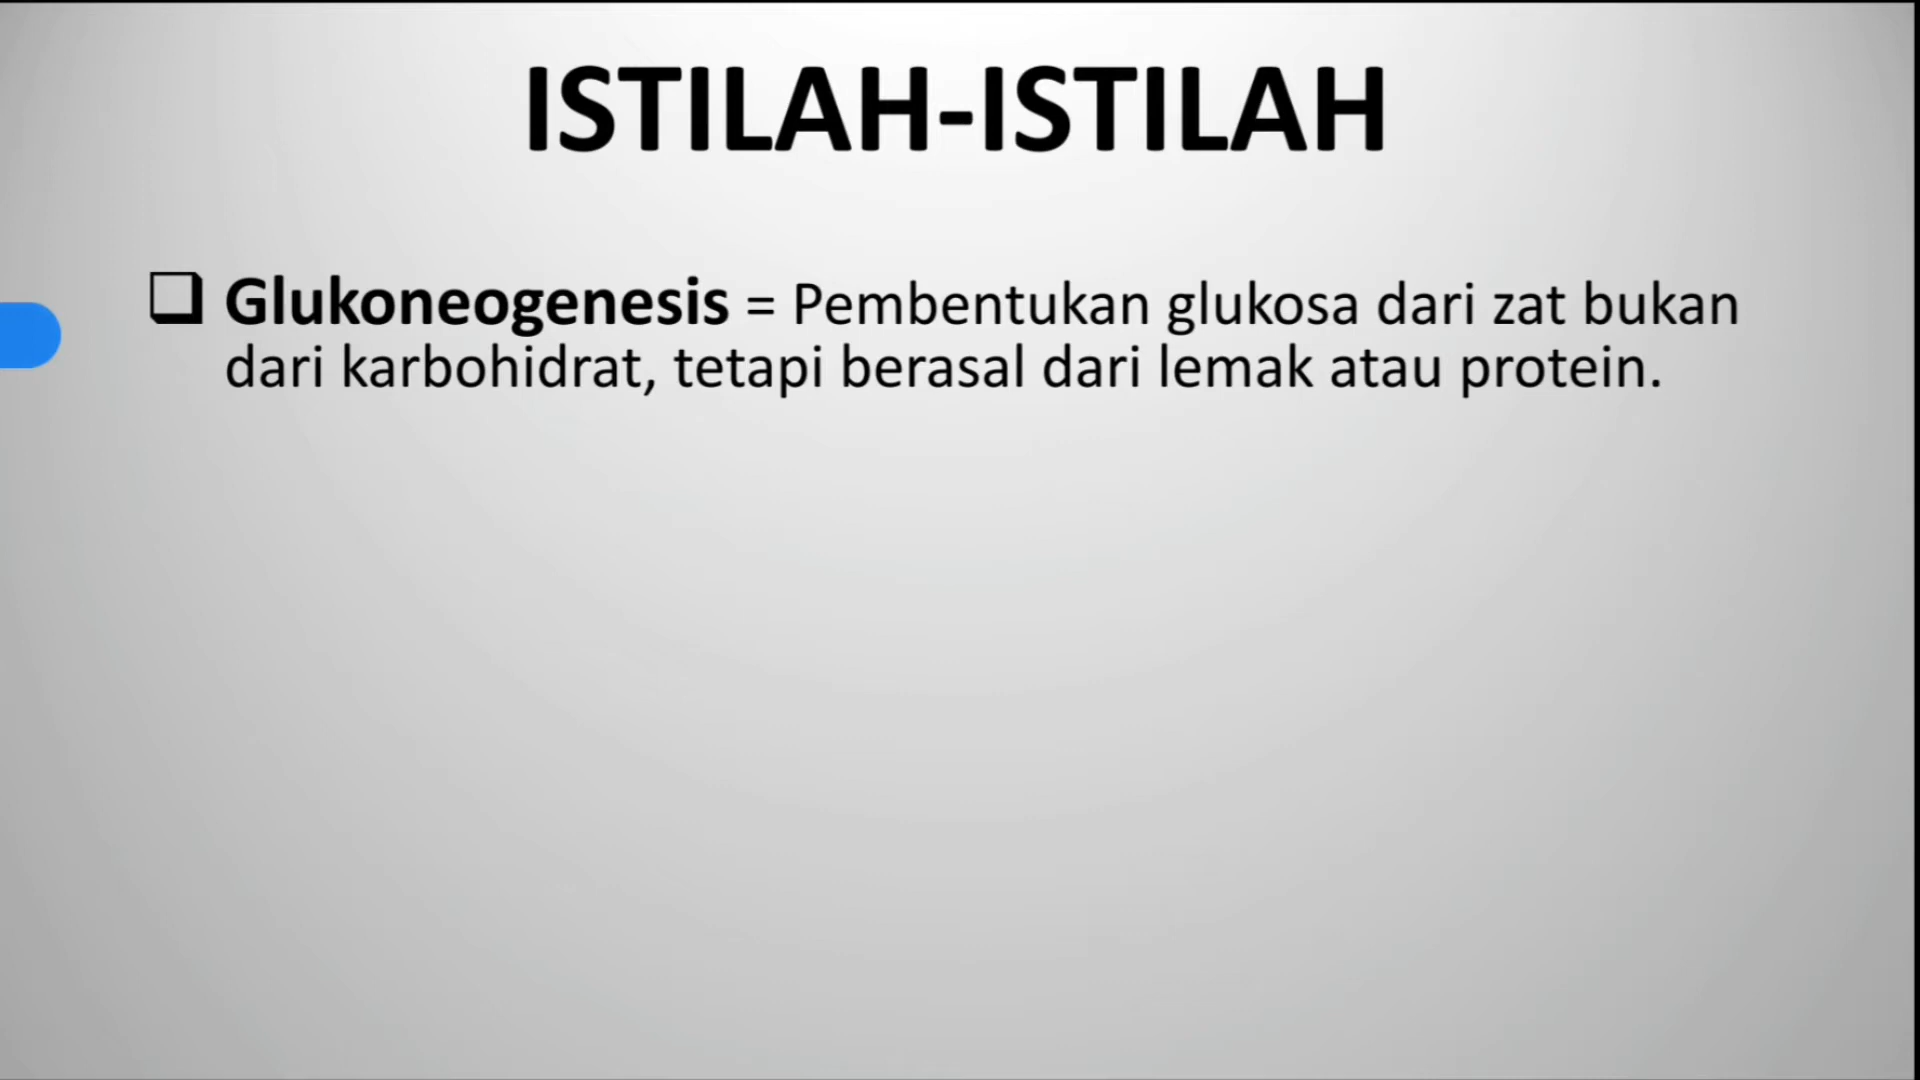 ISTILAH-ISTILAH
❑ Glukoneogenesis = Pembentukan glukosa dari zat bukan
dari karbohidrat, tetapi berasal dari lemak atau protein.